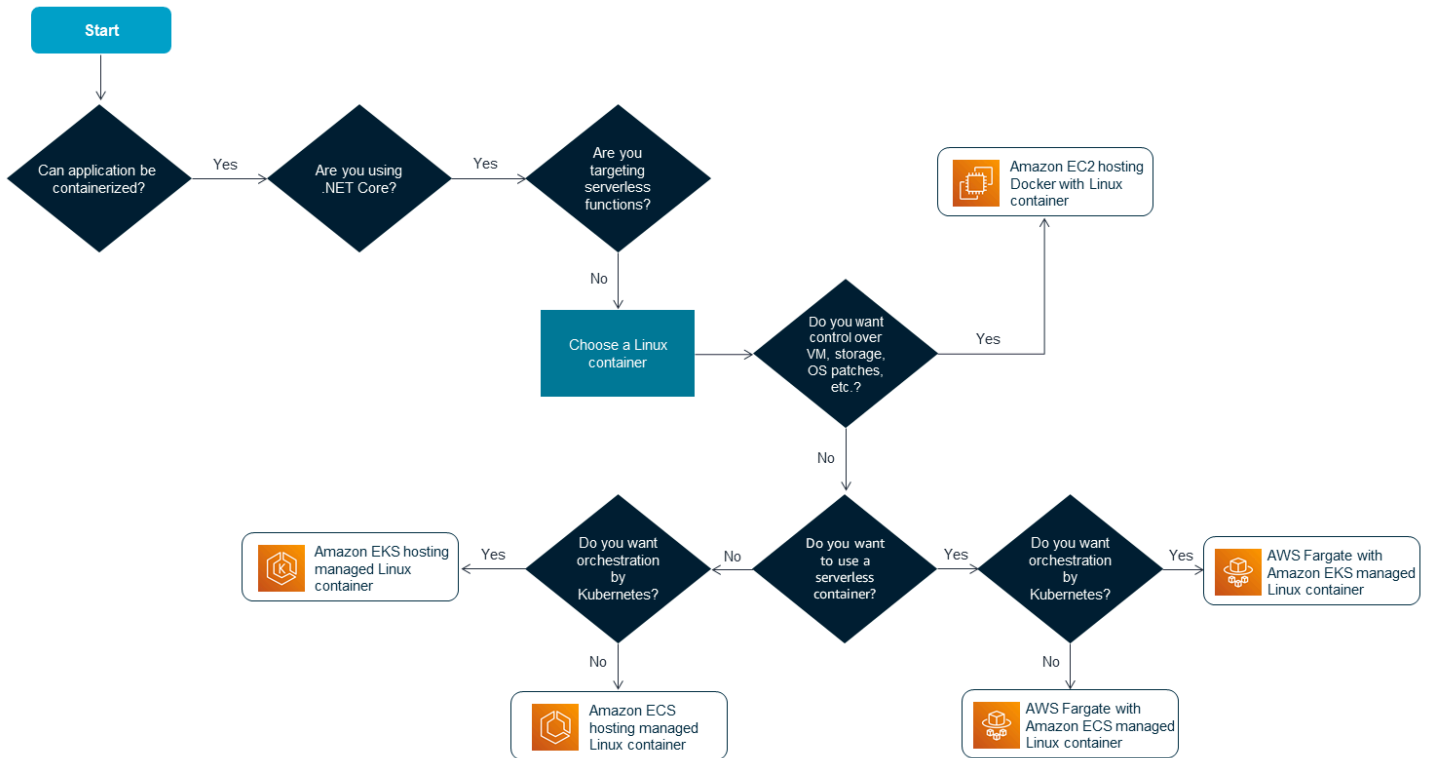 Start
Can application be
containerized?
Yes
Are you using
.NET Core?
Yes
Are you
targeting
serverless
functions?
No
Choose a Linux
container
Do you want
control over
VM, storage,
OS patches,
etc.?
Yes
Amazon EC2 hosting
Docker with Linux
container
No
Do you want
to use a
serverless
container?
No
Do you want
orchestration
by
Kubernetes?
Yes
Amazon EKS hosting
managed Linux
container
No
Amazon ECS
hosting managed
Linux container
Yes
Do you want
orchestration
by
Kubernetes?
Yes
AWS Fargate with
Amazon EKS managed
Linux container
No
AWS Fargate with
Amazon ECS managed
Linux container